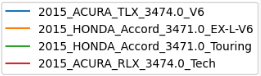 2015_ACURA_TLX_3474.0_V6
2015_HONDA_Accord_3471.0_EX-L-V6
2015_HONDA_Accord_3471.0_Touring
2015_ACURA_RLX_3474.0_Tech